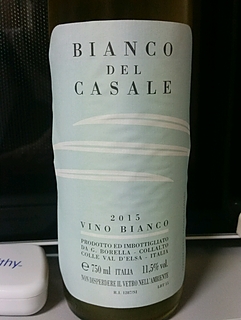 BIANCO
DEL
CASALE
2015
VINO BIANCO
PRODOTTO ED IMBOTTIGLIATO
DA G. BORELLA - COLLALTO
COLLE VAL D'ELSA - ITALIA
e 750 ml ITALIA 11,5% vol.
NON DISPERDERE IL VETRO NELL'AMBIENTE
thy.